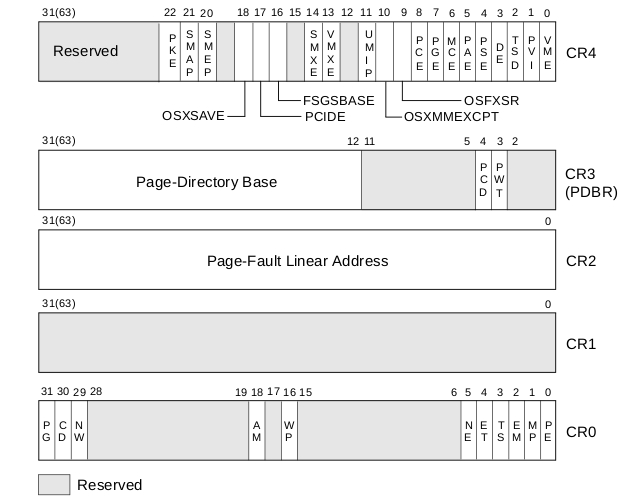 31(63) 22 21 20 18 17 16 15 14 13 12 11 10 9 8 7 6 5 4 3 2 1 0
Reserved PKE SMAP SMEP SMXE VMXE UMIP PCE PGE MCE PAE PSE DE TSD PVI VME CR4
FSGSBASE OSFXSR
OSXSAVE PCIDE OSXMMEXCPT
31(63) 12 11 5 4 3 2
Page-Directory Base PCD PWT CR3
(PDBR)
31(63) 0
Page-Fault Linear Address CR2
31(63) 0
CR1
31 30 29 28 19 18 17 16 15 6 5 4 3 2 1 0
PG CD NW AM WP NE ET TS EM MP PE CR0
Reserved